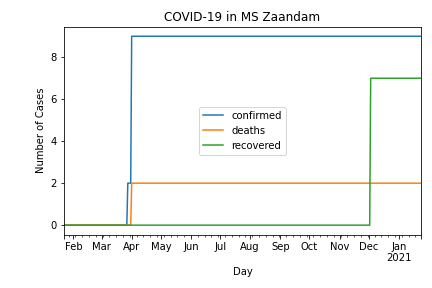 COVID-19 in MS Zaandam
Number of Cases
8
6
4
2
0
confirmed
deaths
recovered
Feb Mar Apr May Jun Jul Aug Sep Oct Nov Dec Jan
2021
Day